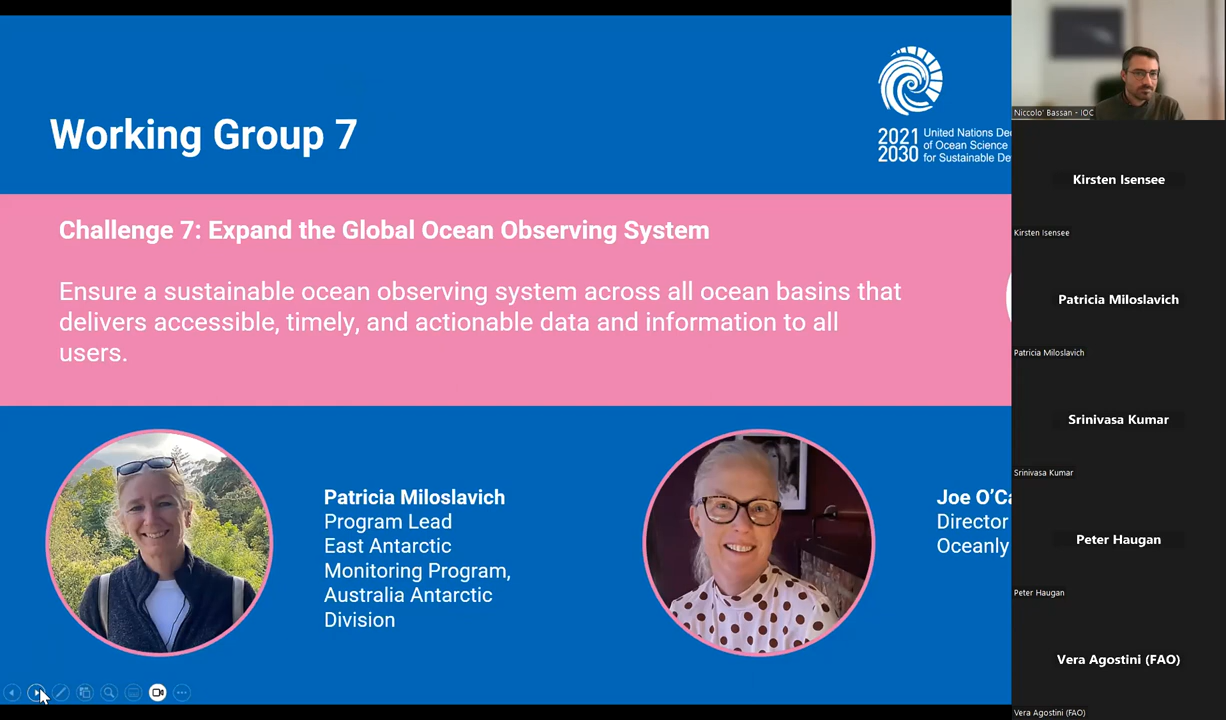 Working Group 7
2021
2030
United Nations
of Ocean Science
for Sustainable
Challenge 7: Expand the Global Ocean Observing System
Ensure a sustainable ocean observing system across all ocean basins that
delivers accessible, timely, and actionable data and information to all
users.
Patricia Miloslavich
Program Lead
East Antarctic
Monitoring Program,
Australia Antarctic
Division
Joe
Director
Oceanly
Niccolo' Bassan - IOC
Kirsten Isensee
Kirsten Isensee
Patricia Miloslavich
Patricia Miloslavich
Srinivasa Kumar
Srinivasa Kumar
Peter Haugan
Peter Haugan
Vera Agostini (FAO)
Vera Agostini (FAO)